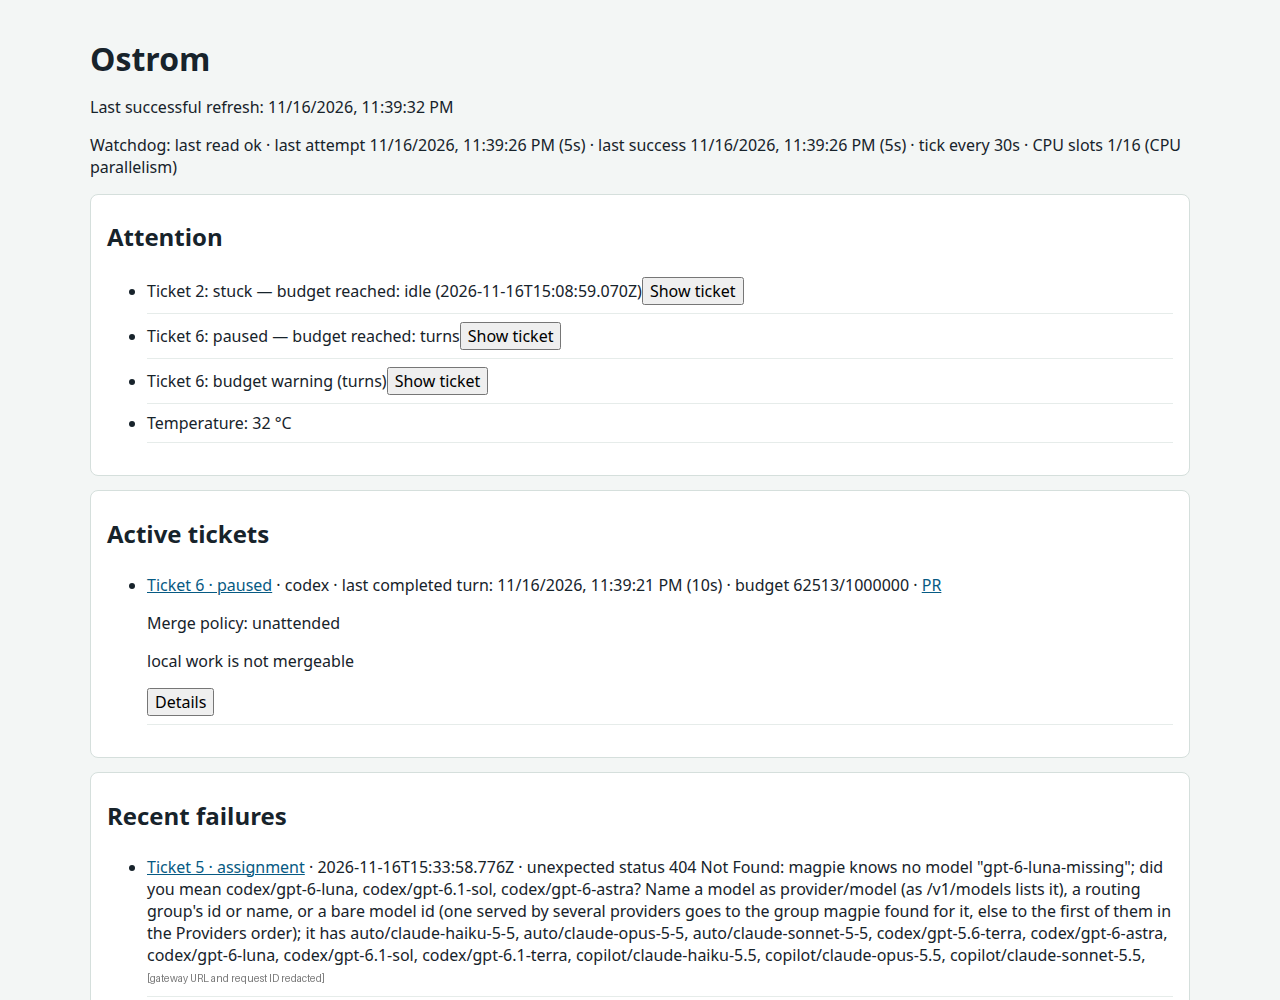 Ostrom
Last successful refresh: 11/16/2026, 11:39:32 PM
Watchdog: last read ok · last attempt 11/16/2026, 11:39:26 PM (5s) · last success 11/16/2026, 11:39:26 PM (5s) · tick every 30s · CPU slots 1/16 (CPU
parallelism)
Attention
Ticket 2: stuck — budget reached: idle (2026-11-16T15:08:59.070Z) Show ticket
Ticket 6: paused — budget reached: turns Show ticket
Ticket 6: budget warning (turns) Show ticket
Temperature: 32 °C
Active tickets
Ticket 6 · paused · codex · last completed turn: 11/16/2026, 11:39:21 PM (10s) · budget 62513/1000000 · PR
Merge policy: unattended
local work is not mergeable
Details
Recent failures
Ticket 5 · assignment · 2026-11-16T15:33:58.776Z · unexpected status 404 Not Found: magpie knows no model "gpt-6-luna-missing"; did
you mean codex/gpt-6-luna, codex/gpt-6.1-sol, codex/gpt-6-astra? Name a model as provider/model (as /v1/models lists it), a routing
group's id or name, or a bare model id (one served by several providers goes to the group magpie found for it, else to the first of them in
the Providers order); it has auto/claude-haiku-5-5, auto/claude-opus-5-5, auto/claude-sonnet-5-5, codex/gpt-5.6-terra, codex/gpt-6-astra,
codex/gpt-6-luna, codex/gpt-6.1-sol, codex/gpt-6.1-terra, copilot/claude-haiku-5.5, copilot/claude-opus-5.5, copilot/claude-sonnet-5.5,
[gateway URL and request ID redacted]